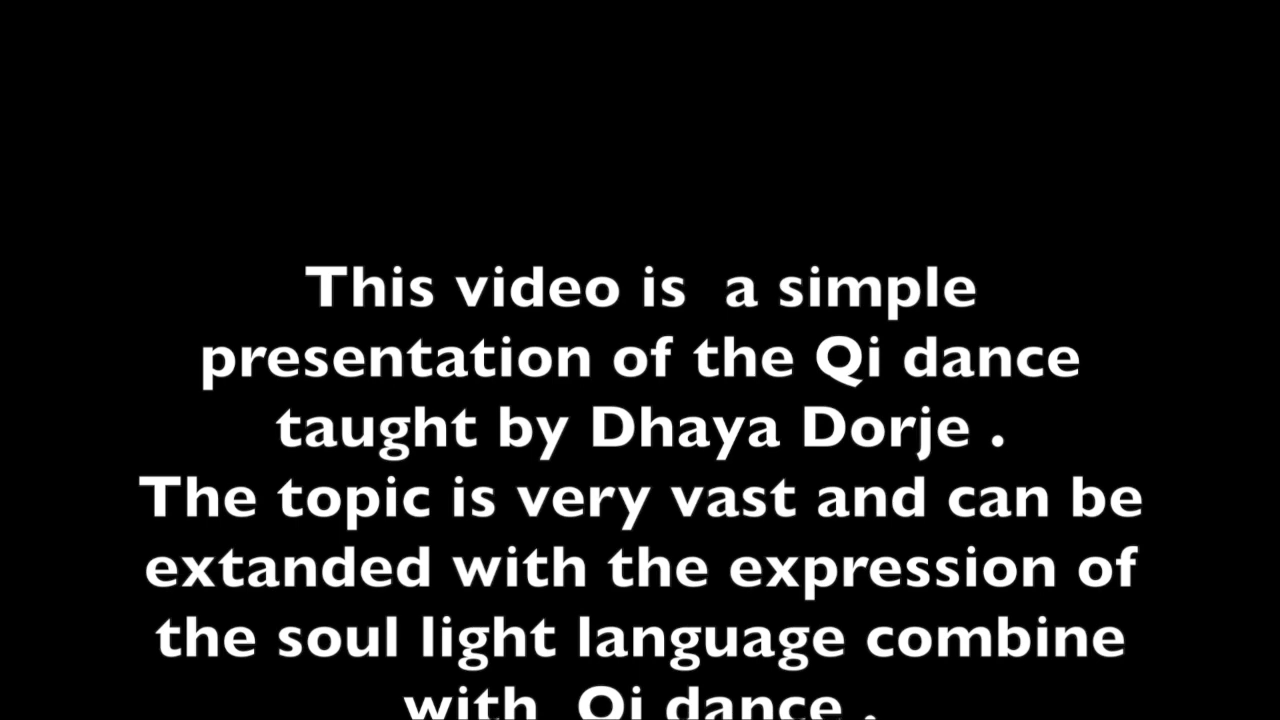 This video is  a simple
presentation of the Qi dance
taught by Dhaya Dorje .
The topic is very vast and can be
extanded with the expression of
the soul light language combine
with  Qi dance .